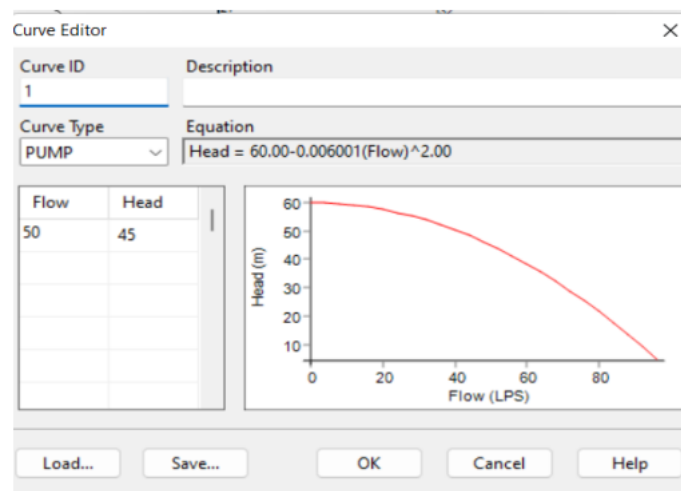 Curve Editor
Curve ID Description
1
Curve Type Equation
PUMP Head = 60.00-0.006001(Flow)^2.00
Flow Head
50 45
60
50
40
30
20
10
Head (m)
0 20 40 60 80
Flow (LPS)
Load... Save... OK Cancel Help